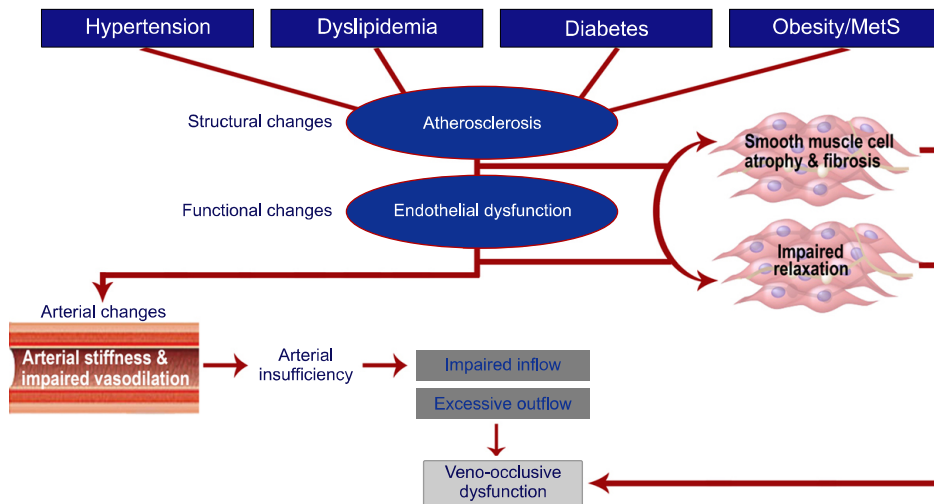 Hypertension
Dyslipidemia
Diabetes
Obesity/MetS
Structural changes
Atherosclerosis
Smooth muscle cell
atrophy & fibrosis
Functional changes
Endothelial dysfunction
Impaired
relaxation
Arterial changes
Arterial stiffness &
impaired vasodilation
Arterial
insufficiency
Impaired inflow
Excessive outflow
Veno-occlusive
dysfunction